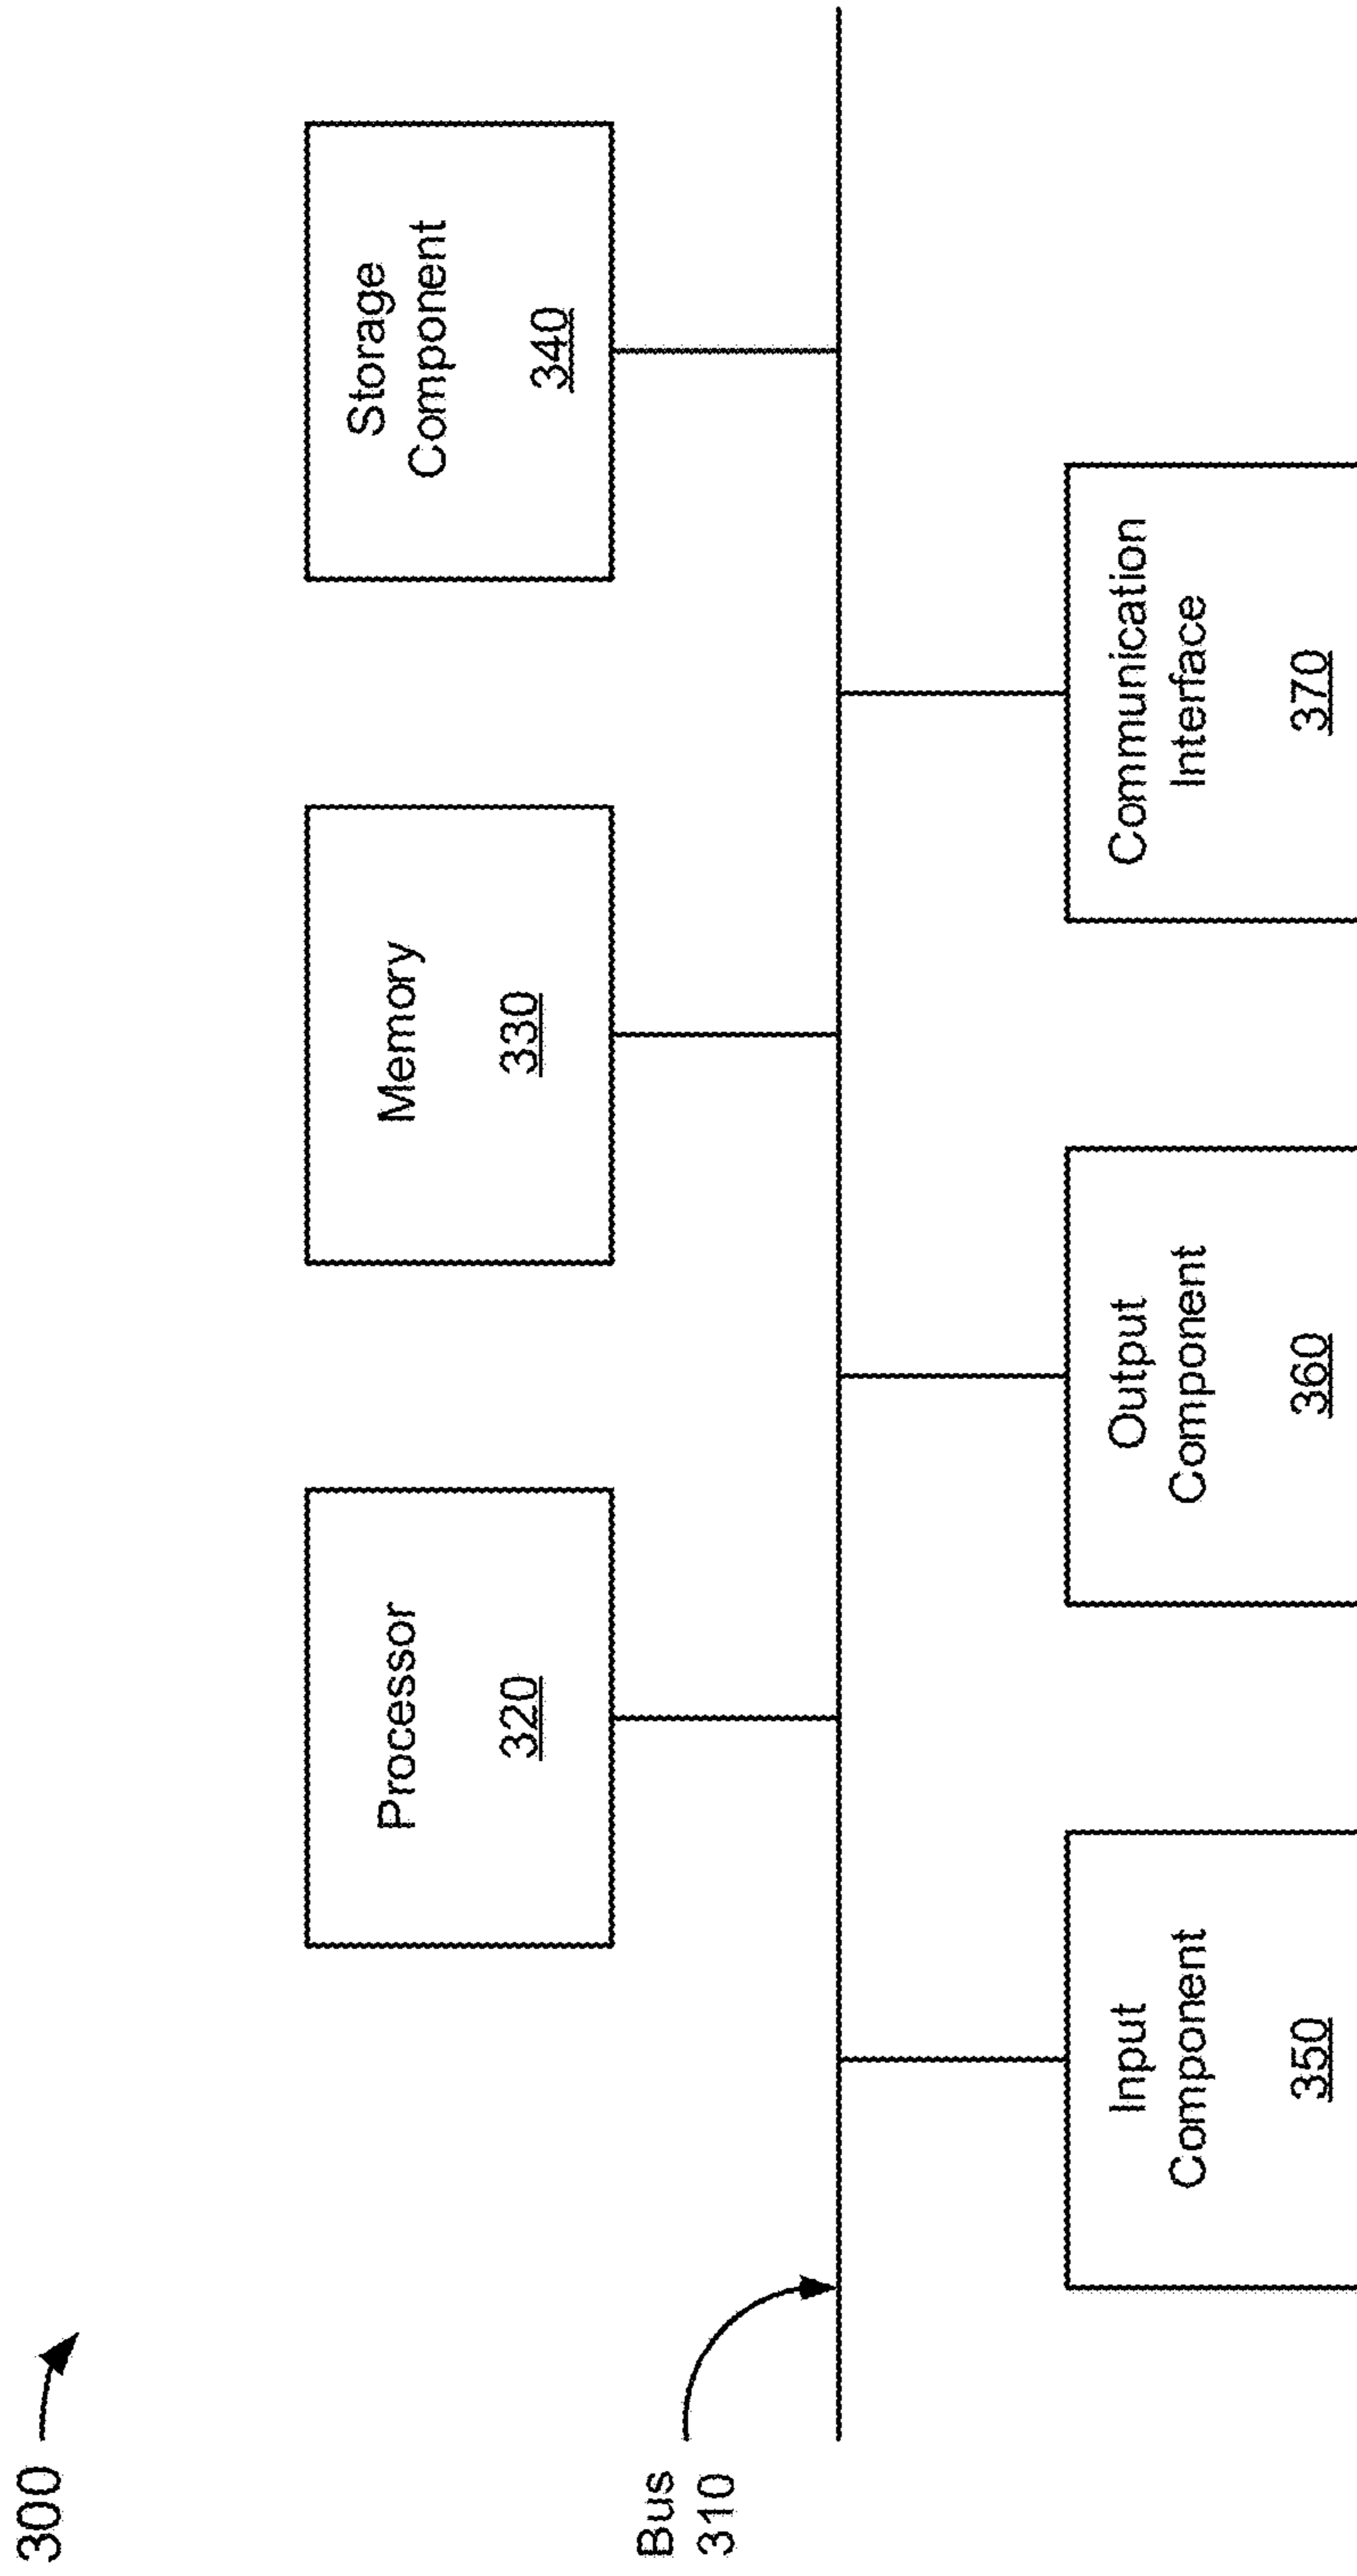 300
Processor
320
Memory
330
Storage
Component
340
Bus
310
Input
Component
350
Output
Component
360
Communication
Interface
370